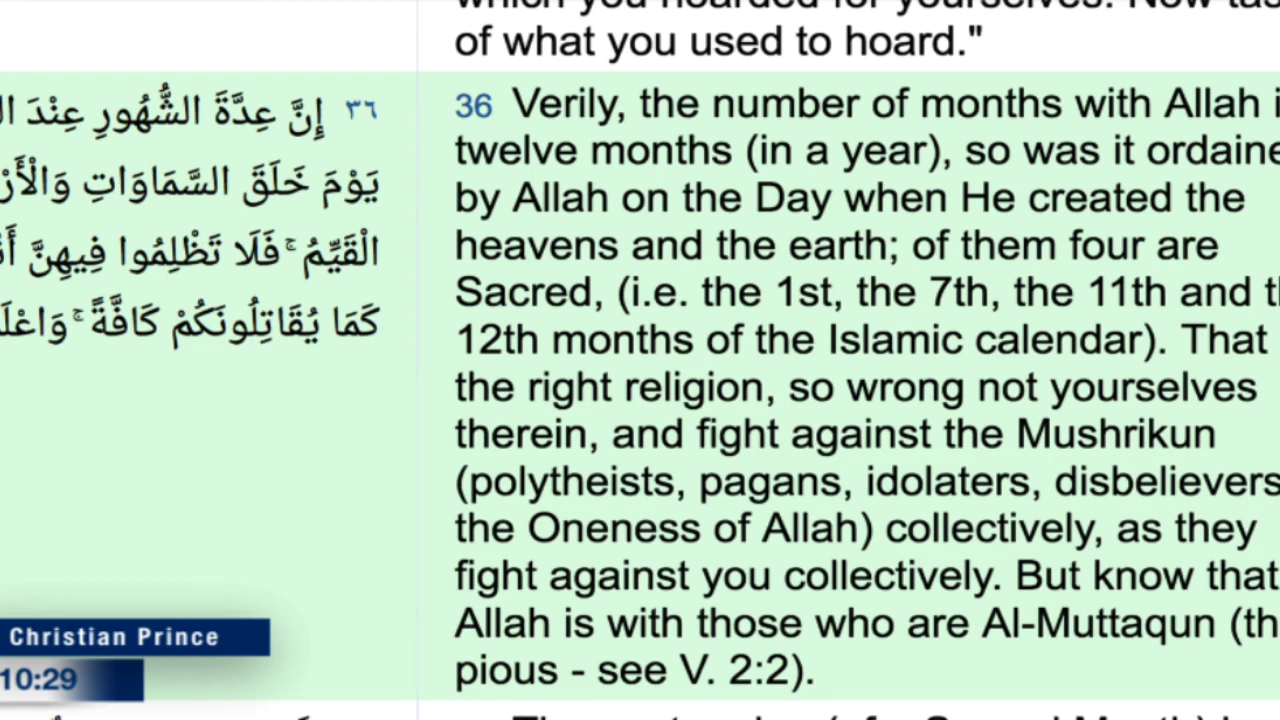 of what you used to hoard."
٣٦ إِنَّ عِدَّةَ الشُّهُورِ عِنْدَ
يَوْمَ خَلَقَ السَّمَاوَاتِ
الْقَيِّمُ ۚ فَلَا تَظْلِمُوا فِيهِنَّ
كَمَا يُقَاتِلُونَكُمْ كَافَّةً ۚ
36 Verily, the number of months with Allah
twelve months (in a year), so was it
by Allah on the Day when He created the
heavens and the earth; of them four are
Sacred, (i.e. the 1st, the 7th, the 11th and
12th months of the Islamic calendar). That
the right religion, so wrong not yourselves
therein, and fight against the Mushrikun
(polytheists, pagans, idolaters, disbelievers
the Oneness of Allah) collectively, as they
fight against you collectively. But know that
Allah is with those who are Al-Muttaqun
pious - see V. 2:2).
Christian Prince
10:29